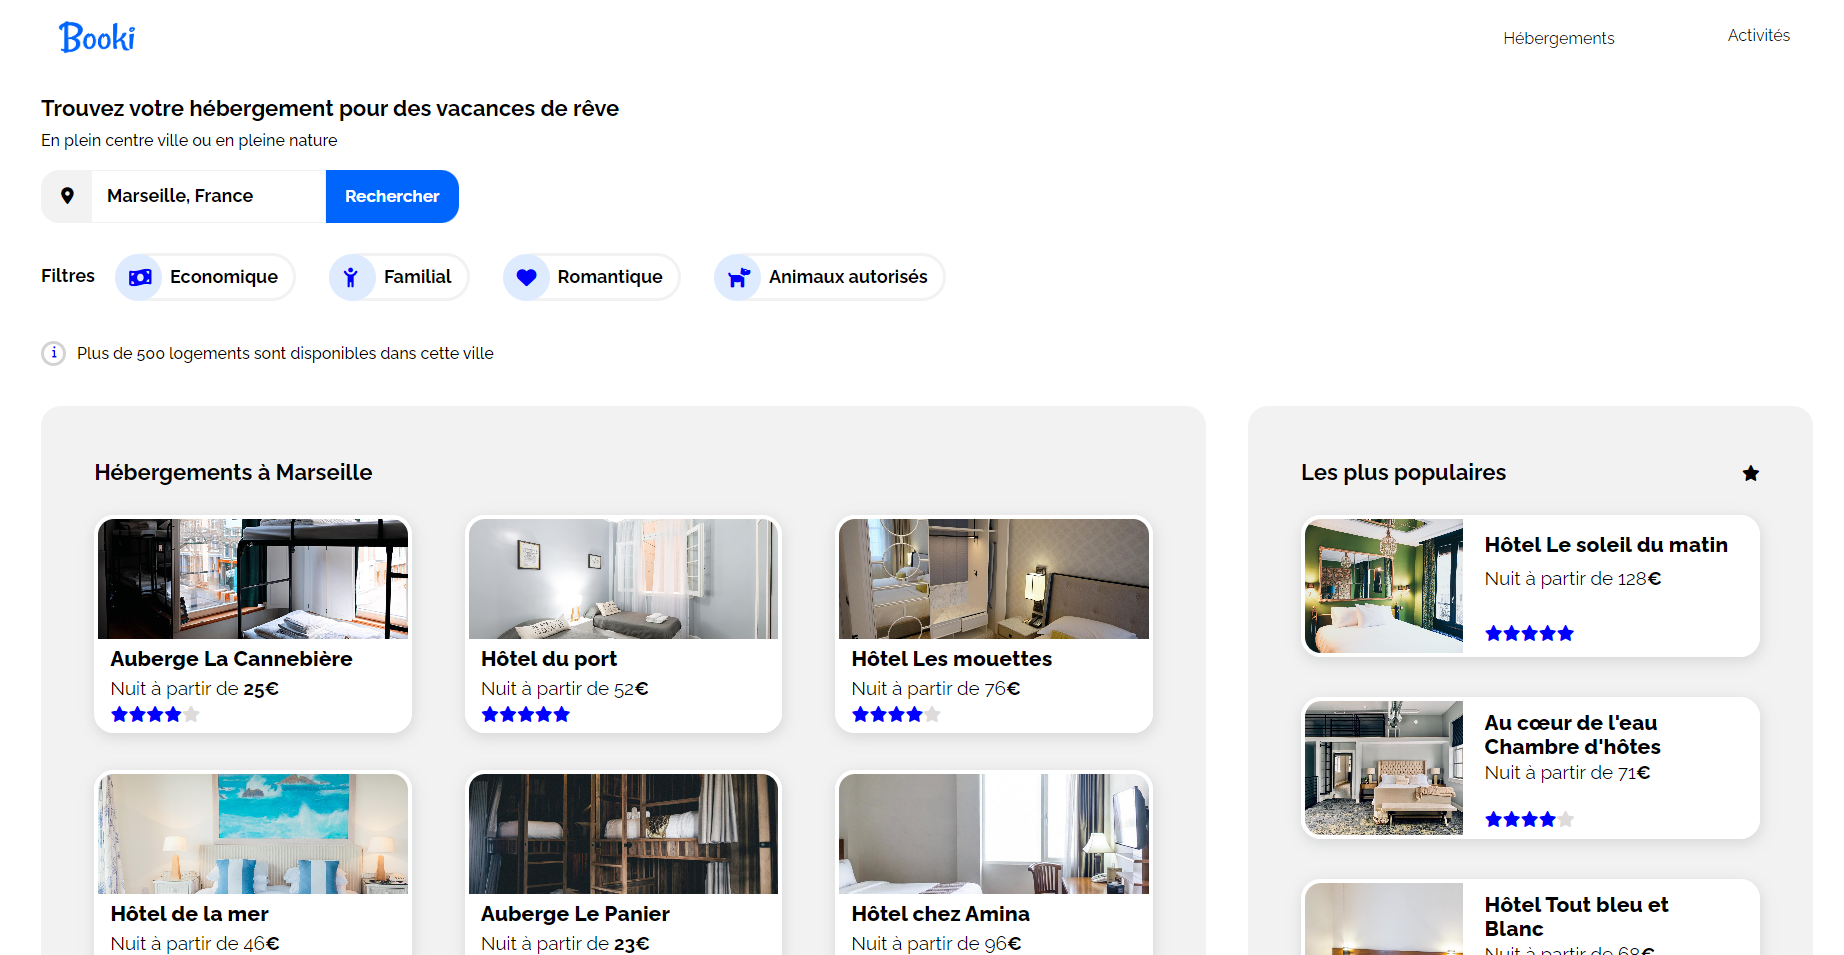 Booki
Hébergements
Activités
Trouvez votre hébergement pour des vacances de rêve
En plein centre ville ou en pleine nature
Marseille, France
Rechercher
Filtres
Economique
Familial
Romantique
Animaux autorisés
i
Plus de 500 logements sont disponibles dans cette ville
Hébergements à Marseille
Auberge La Cannebière
Nuit à partir de 25€
Hôtel du port
Nuit à partir de 52€
Hôtel Les mouettes
Nuit à partir de 76€
Hôtel de la mer
Nuit à partir de 46€
Auberge Le Panier
Nuit à partir de 23€
Hôtel chez Amina
Nuit à partir de 96€
Les plus populaires
Hôtel Le soleil du matin
Nuit à partir de 128€
Au cœur de l'eau
Chambre d'hôtes
Nuit à partir de 71€
Hôtel Tout bleu et
Blanc
Nuit à partir de 68€